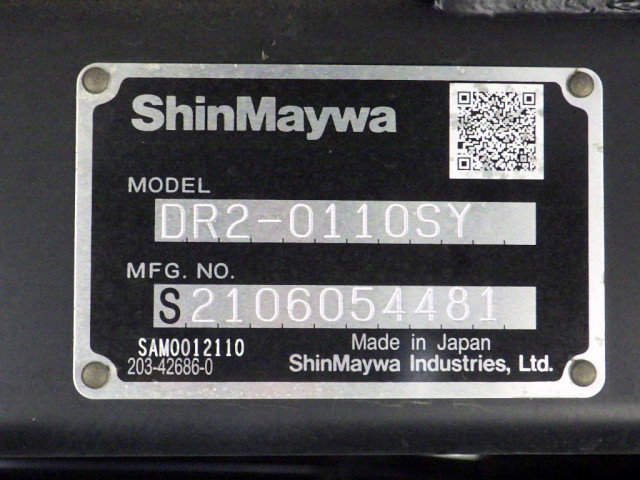 ShinMaywa
MODEL
DR2-0110SY
MFG. NO.
S2106054481
SAM0012110
Made in Japan
203-42686-0
ShinMaywa Industries, Ltd.